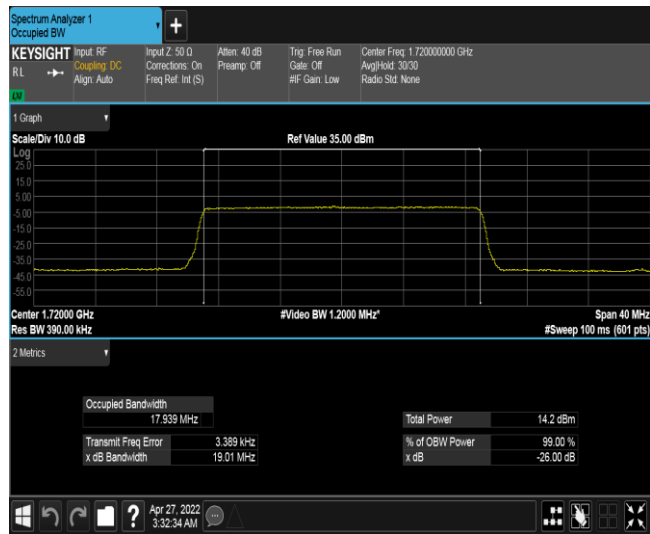 Spectrum Analyzer 1
Occupied BW
+
KEYSIGHT
RL
Input: RF
Coupling: DC
Align: Auto
Input Z: 50 Ω
Corrections: On
Freq Ref: Int (S)
Atten: 40 dB
Preamp: Off
Trig: Free Run
Gate: Off
#IF Gain: Low
Center Freq: 1.720000000 GHz
Avg|Hold: 30/30
Radio Std: None
1 Graph
Scale/Div 10.0 dB
Ref Value 35.00 dBm
Log
25.0
15.0
5.00
-5.00
-15.0
-25.0
-35.0
-45.0
-55.0
Center 1.72000 GHz
#Video BW 1.2000 MHz*
Span 40 MHz
Res BW 390.00 kHz
#Sweep 100 ms (601 pts)
2 Metrics
Occupied Bandwidth
17.939 MHz
Total Power 14.2 dBm
Transmit Freq Error 3.389 kHz
% of OBW Power 99.00 %
x dB Bandwidth 19.01 MHz
x dB -26.00 dB
?
Apr 27, 2022
3:32:34 AM